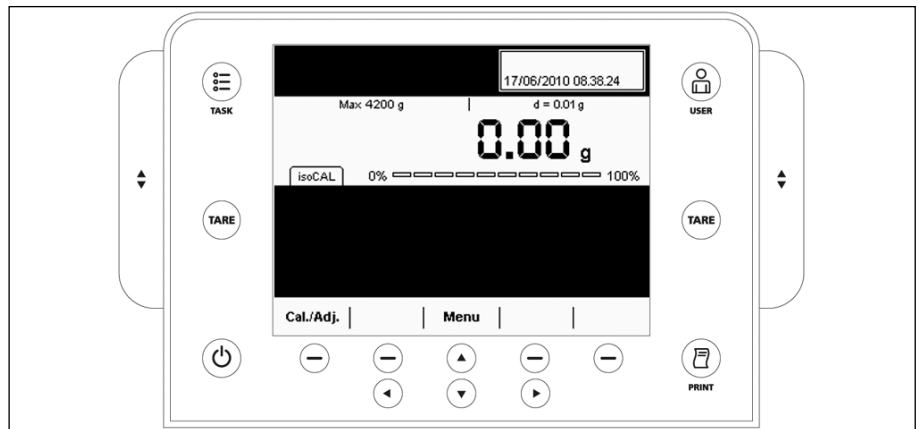 17/06/2010 08.38.24
TASK
USER
Max 4200 g
d = 0.01 g
0.00 g
isoCAL
0%
100%
TARE
TARE
Cal./Adj.
Menu
PRINT